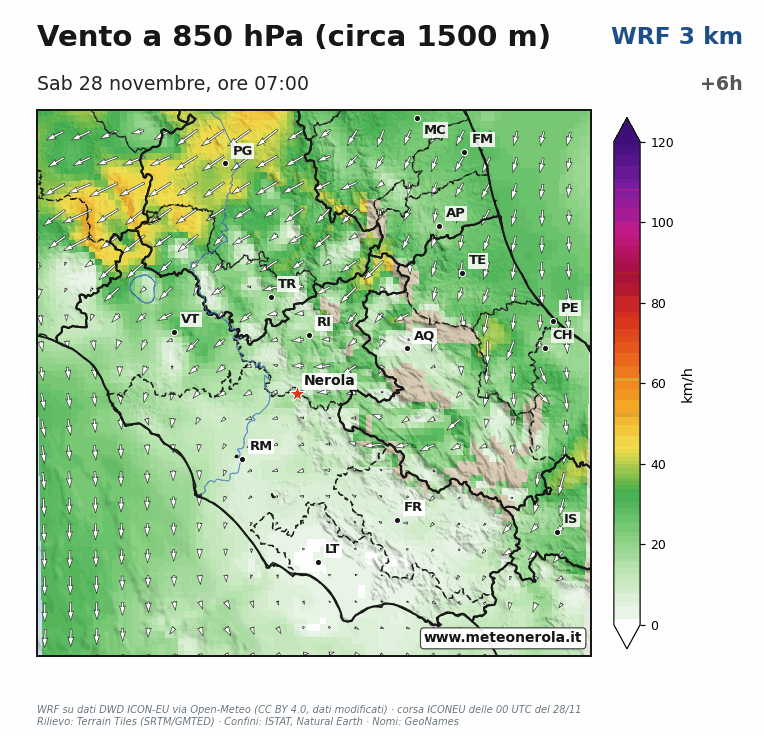 Vento a 850 hPa (circa 1500 m)
WRF 3 km
Sab 28 novembre, ore 07:00
+6h
MC
FM
PG
AP
TE
TR
PE
VT
RI
AQ
CH
Nerola
RM
FR
IS
LT
www.meteonerola.it
120
100
80
60
40
20
0
km/h
WRF su dati DWD ICON-EU via Open-Meteo (CC BY 4.0, dati modificati) · corsa ICONEU delle 00 UTC del 28/11
Rilievo: Terrain Tiles (SRTM/GMTED) · Confini: ISTAT, Natural Earth · Nomi: GeoNames